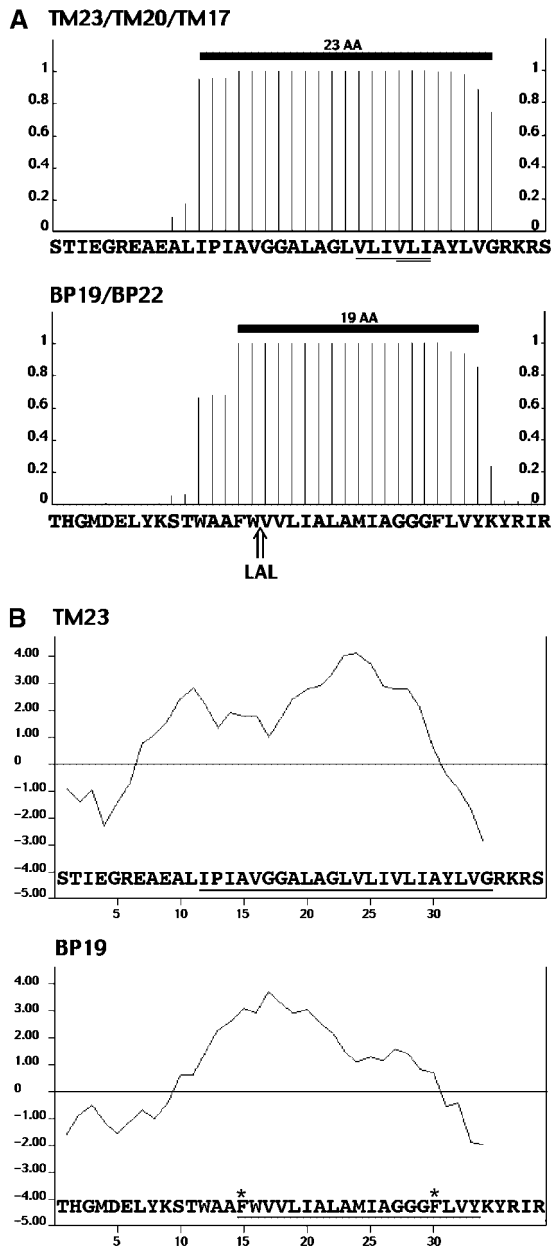 A TM23/TM20/TM17
23 AA
1 1
0.8 0.8
0.6 0.6
0.4 0.4
0.2 0.2
0 0
STIEGREAEALIPIAVGGALAGLVLIVLIAYLVGRKRS
BP19/BP22
19 AA
1 1
0.8 0.8
0.6 0.6
0.4 0.4
0.2 0.2
0 0
THGMDELYKSTWAAFWVVLIALAMIAGGGFLVYKYRIR
LAL
B TM23
4.00
3.00
2.00
1.00
0
-1.00
-2.00
-3.00
-4.00
STIEGREAEALIPIAVGGALAGLVLIVLIAYLVGRKRS
-5.00
5 10 15 20 25 30
BP19
4.00
3.00
2.00
1.00
0
-1.00
-2.00
-3.00
-4.00
* *
THGMDELYKSTWAAFWVVLIALAMIAGGGFLVYKYRIR
-5.00
5 10 15 20 25 30